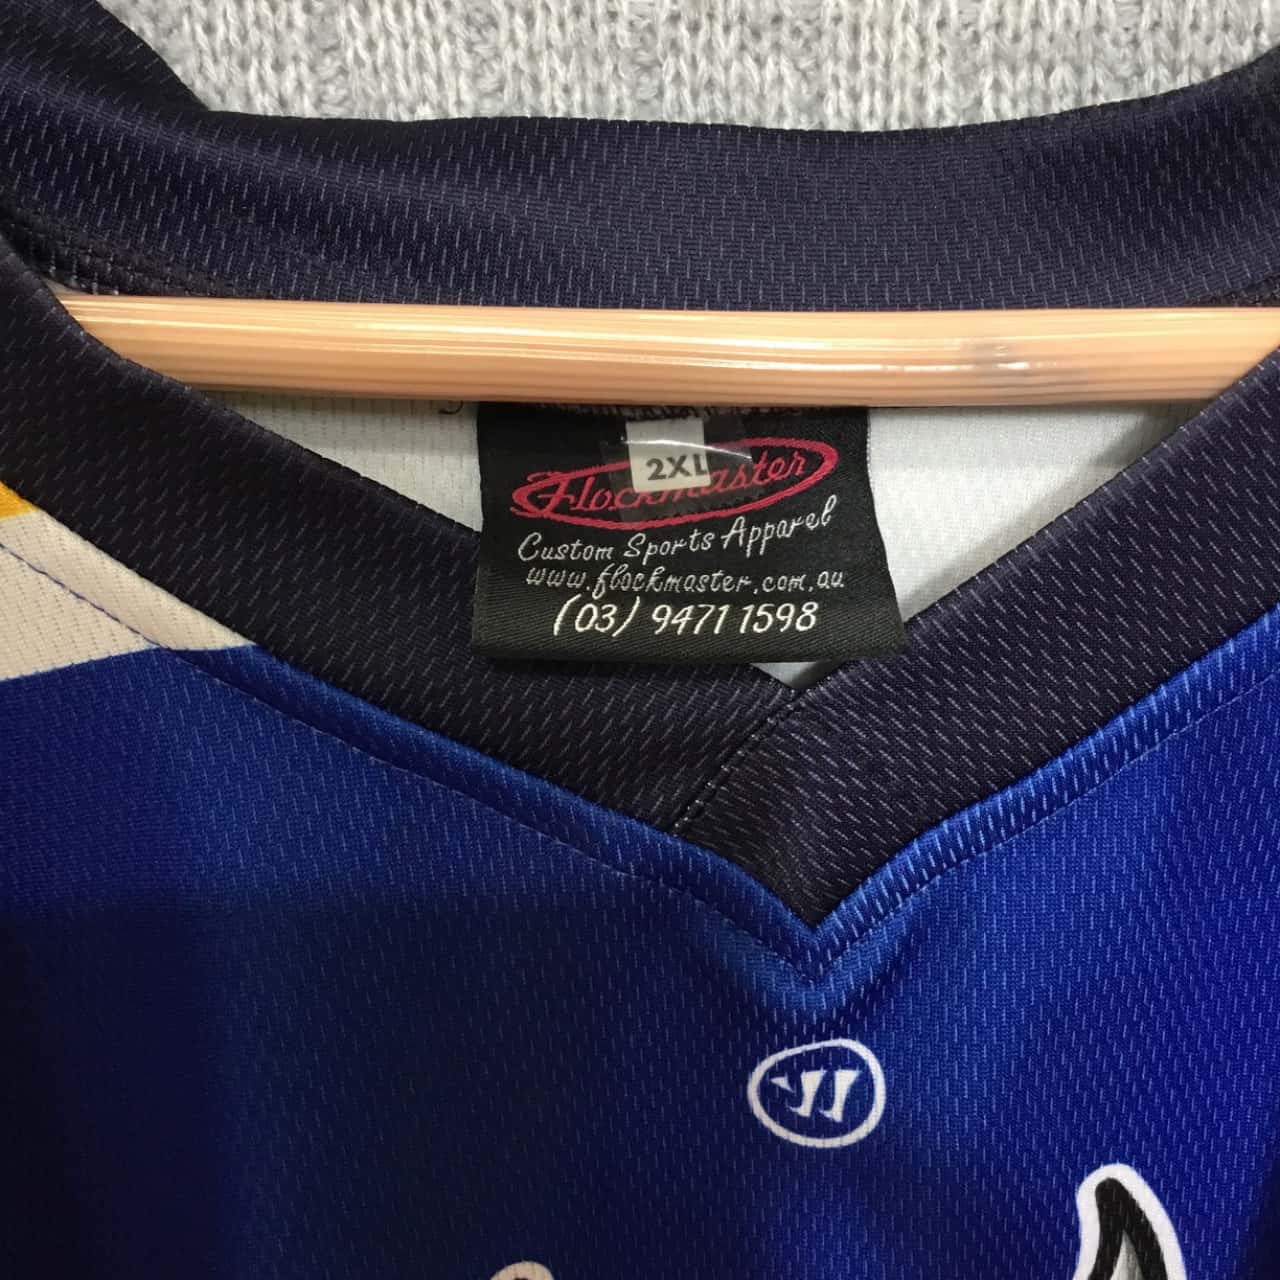 2XL
Flockmaster
Custom Sports Apparel
www.flockmaster.com.au
(03) 9471 1598